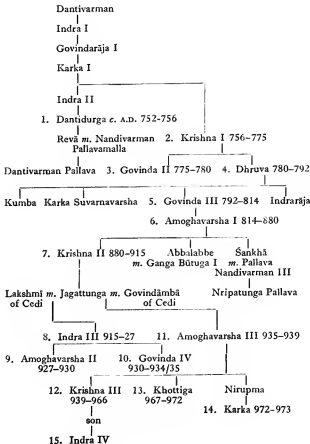 Dantivarman
Indra I
Govindarāja I
Karka I
Indra II
1. Dantidurga c. A.D. 752-756
Revā m. Nandivarman 2. Krishna I 756-775
Pallavamalla
Dantivarman Pallava 3. Govinda II 775-780 4. Dhruva 780-792
Kumba Karka Suvarnavarsha 5. Govinda III 792-814 Indrarāja
6. Amoghavarsha I 814-880
7. Krishna II 880-915 Abbalabbe Śankhā
m. Ganga Būtuga I m. Pallava
Nandivarman III
Lakshmī m. Jagattunga m. Govindāmbā Nripatunga Pallava
of Cedi of Cedi
8. Indra III 915-27 11. Amoghavarsha III 935-939
9. Amoghavarsha II 10. Govinda IV
927-930 930-934/35
12. Krishna III 13. Khottiga Nirupma
939-966 967-972
14. Karka 972-973
son
15. Indra IV